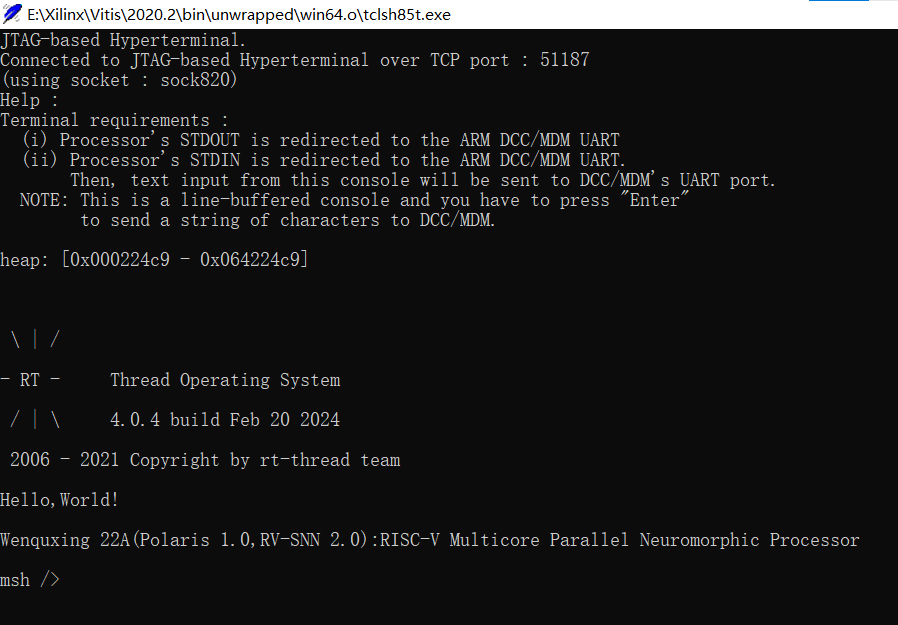 E:\Xilinx\Vitis\2020.2\bin\unwrapped\win64.o\tclsh85t.exe
JTAG-based Hyperterminal.
Connected to JTAG-based Hyperterminal over TCP port : 51187
(using socket : sock820)
Help :
Terminal requirements :
  (i) Processor's STDOUT is redirected to the ARM DCC/MDM UART
  (ii) Processor's STDIN is redirected to the ARM DCC/MDM UART.
       Then, text input from this console will be sent to DCC/MDM's UART port.
  NOTE: This is a line-buffered console and you have to press "Enter"
        to send a string of characters to DCC/MDM.
heap: [0x000224c9 - 0x064224c9]
 \ | /
- RT -     Thread Operating System
 / | \     4.0.4 build Feb 20 2024
 2006 - 2021 Copyright by rt-thread team
Hello,World!
Wenquxing 22A(Polaris 1.0,RV-SNN 2.0):RISC-V Multicore Parallel Neuromorphic Processor
msh />